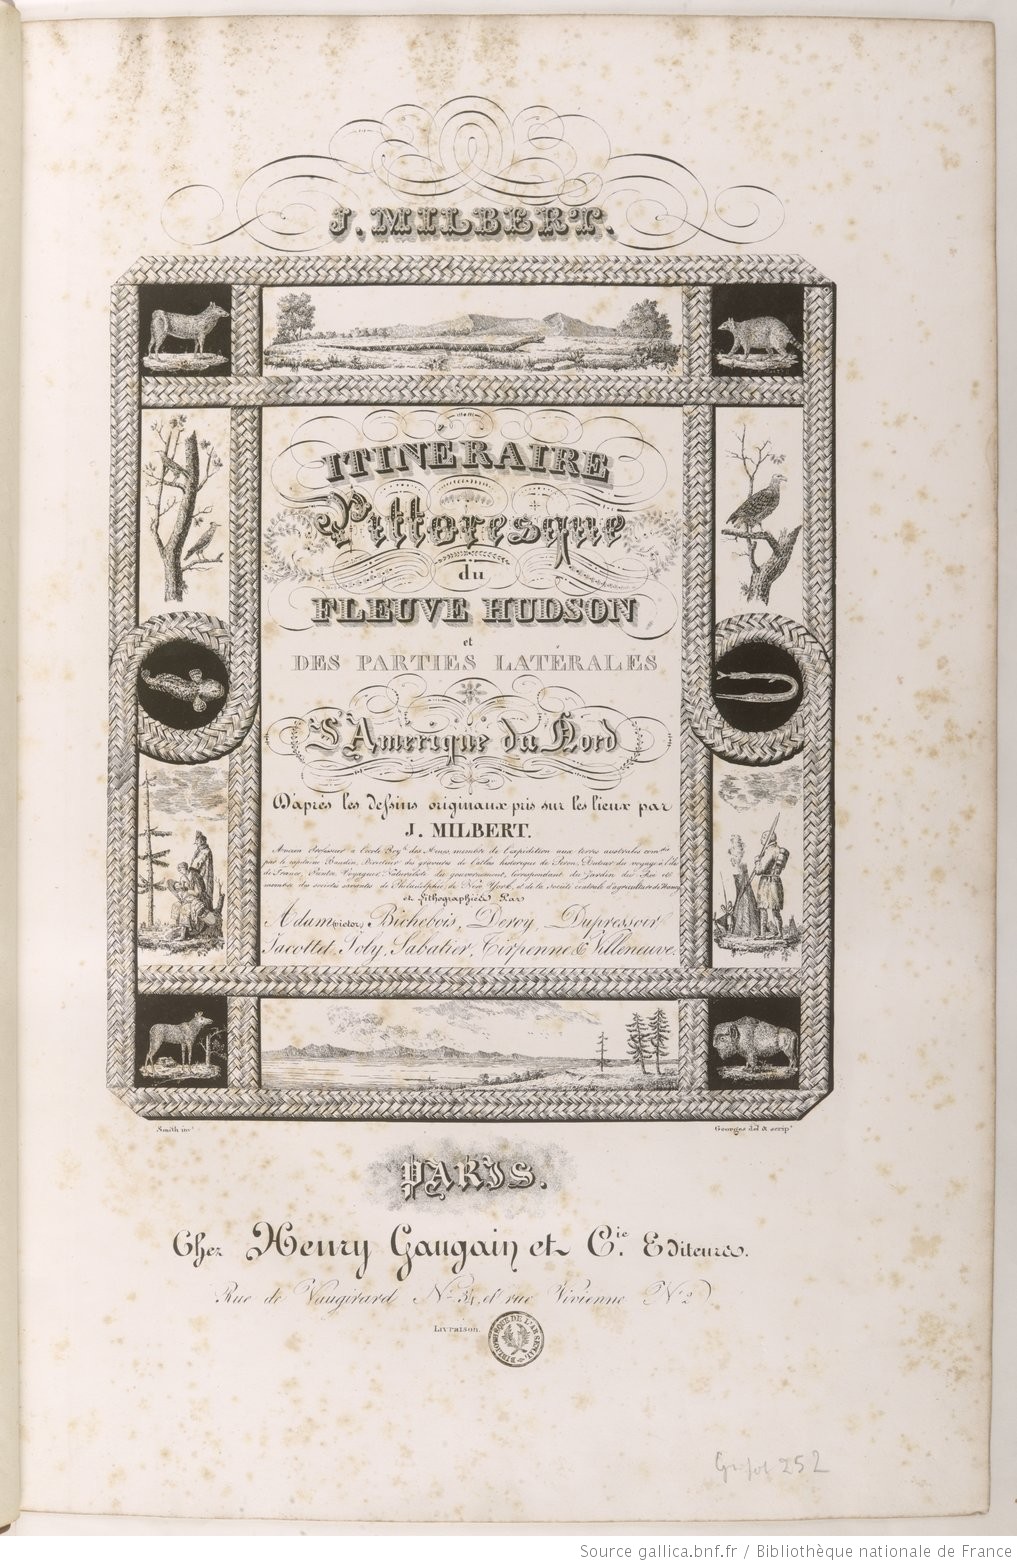 J. MILBERT.
ITINÉRAIRE
Pittoresque
du
FLEUVE HUDSON
et
DES PARTIES LATÉRALES
L'Amérique du Nord
D'après les dessins originaux pris sur les lieux par
J. MILBERT.
Ancien Professeur à l'école Roy.le des Mines membre de l'expédition aux terres australes com.dée
par le capitaine Baudin, Directeur des gravures de l'atlas historique de Peron, Auteur du voyage à l'Ile
de France, Peintre Voyageur Naturaliste du gouvernement, Correspondant du Jardin du Roi et
membre des sociétés savantes de Philadelphie, de New York, et de la Société centrale d'agriculture de Nancy
et Lithographiés Par
Adam (victor), Bichebois, Deroy, Dupressoir
Jacottet, Joly, Sabatier, Tirpenne & Villeneuve.
Smith inv.t
Georges del & scrip.t
PARIS.
Chez Henry Gaugain et C.ie Editeurs.
Rue de Vaugirard N.º 34, et rue Vivienne N.º 2
Livraison.
BIBLIOTHÈQUE DE L'ARSENAL
252
Source gallica.bnf.fr / Bibliothèque nationale de France